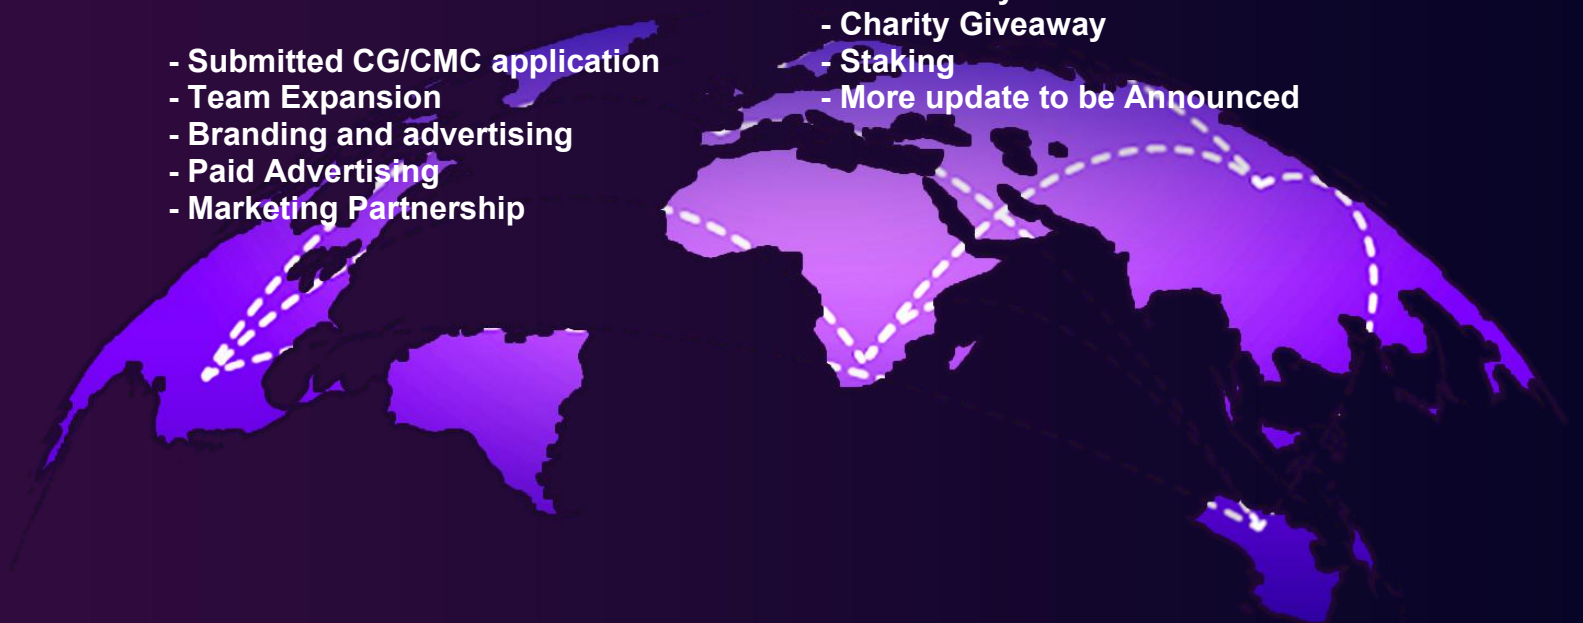 - Submitted CG/CMC application
- Team Expansion
- Branding and advertising
- Paid Advertising
- Marketing Partnership
- Charity Giveaway
- Staking
- More update to be Announced